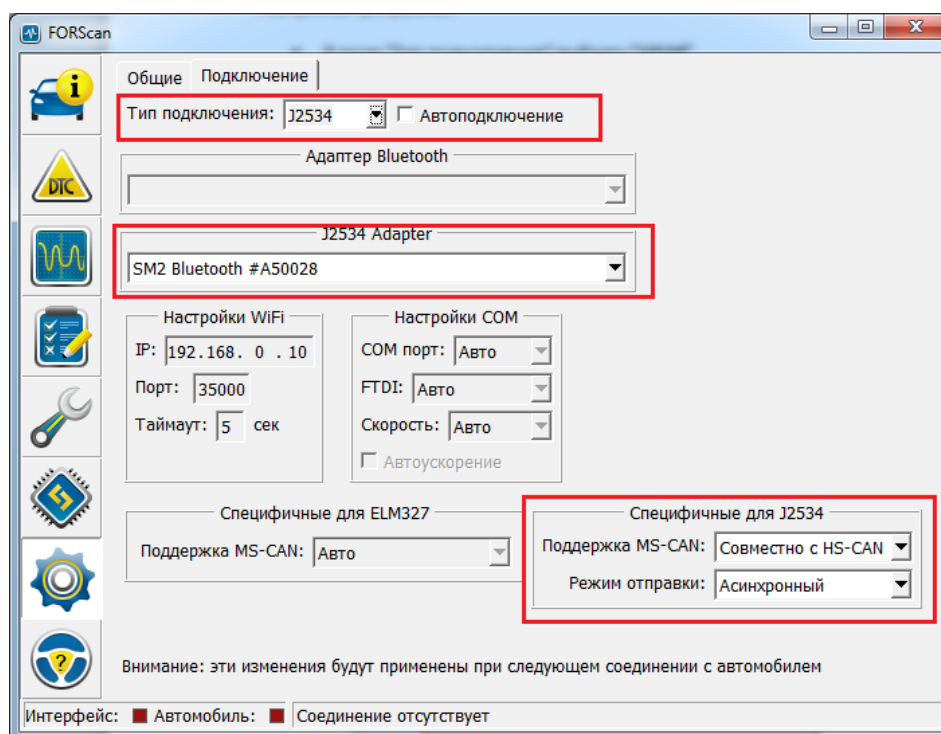 FORScan
Общие Подключение
Тип подключения: J2534 Автоподключение
Адаптер Bluetooth
J2534 Adapter
SM2 Bluetooth #A50028
Настройки WiFi Настройки COM
IP: 192.168. 0 . 10 COM порт: Авто
Порт: 35000 FTDI: Авто
Таймаут: 5 сек Скорость: Авто
Автоускорение
Специфичные для ELM327 Специфичные для J2534
Поддержка MS-CAN: Авто Поддержка MS-CAN: Совместно с HS-CAN
Режим отправки: Асинхронный
Внимание: эти изменения будут применены при следующем соединении с автомобилем
Интерфейс: Автомобиль: Соединение отсутствует
i
DTC
?